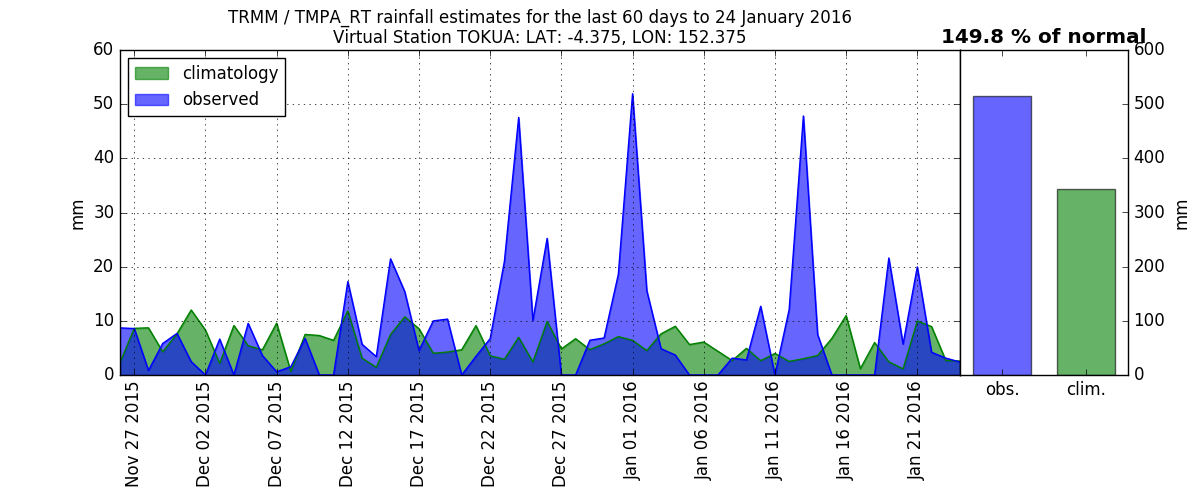 TRMM / TMPA_RT rainfall estimates for the last 60 days to 24 January 2016
Virtual Station TOKUA: LAT: -4.375, LON: 152.375
149.8 % of normal
climatology
observed
60
50
40
30
20
10
0
mm
Nov 27 2015
Dec 02 2015
Dec 07 2015
Dec 12 2015
Dec 17 2015
Dec 22 2015
Dec 27 2015
Jan 01 2016
Jan 06 2016
Jan 11 2016
Jan 16 2016
Jan 21 2016
600
500
400
300
200
100
0
mm
obs.
clim.